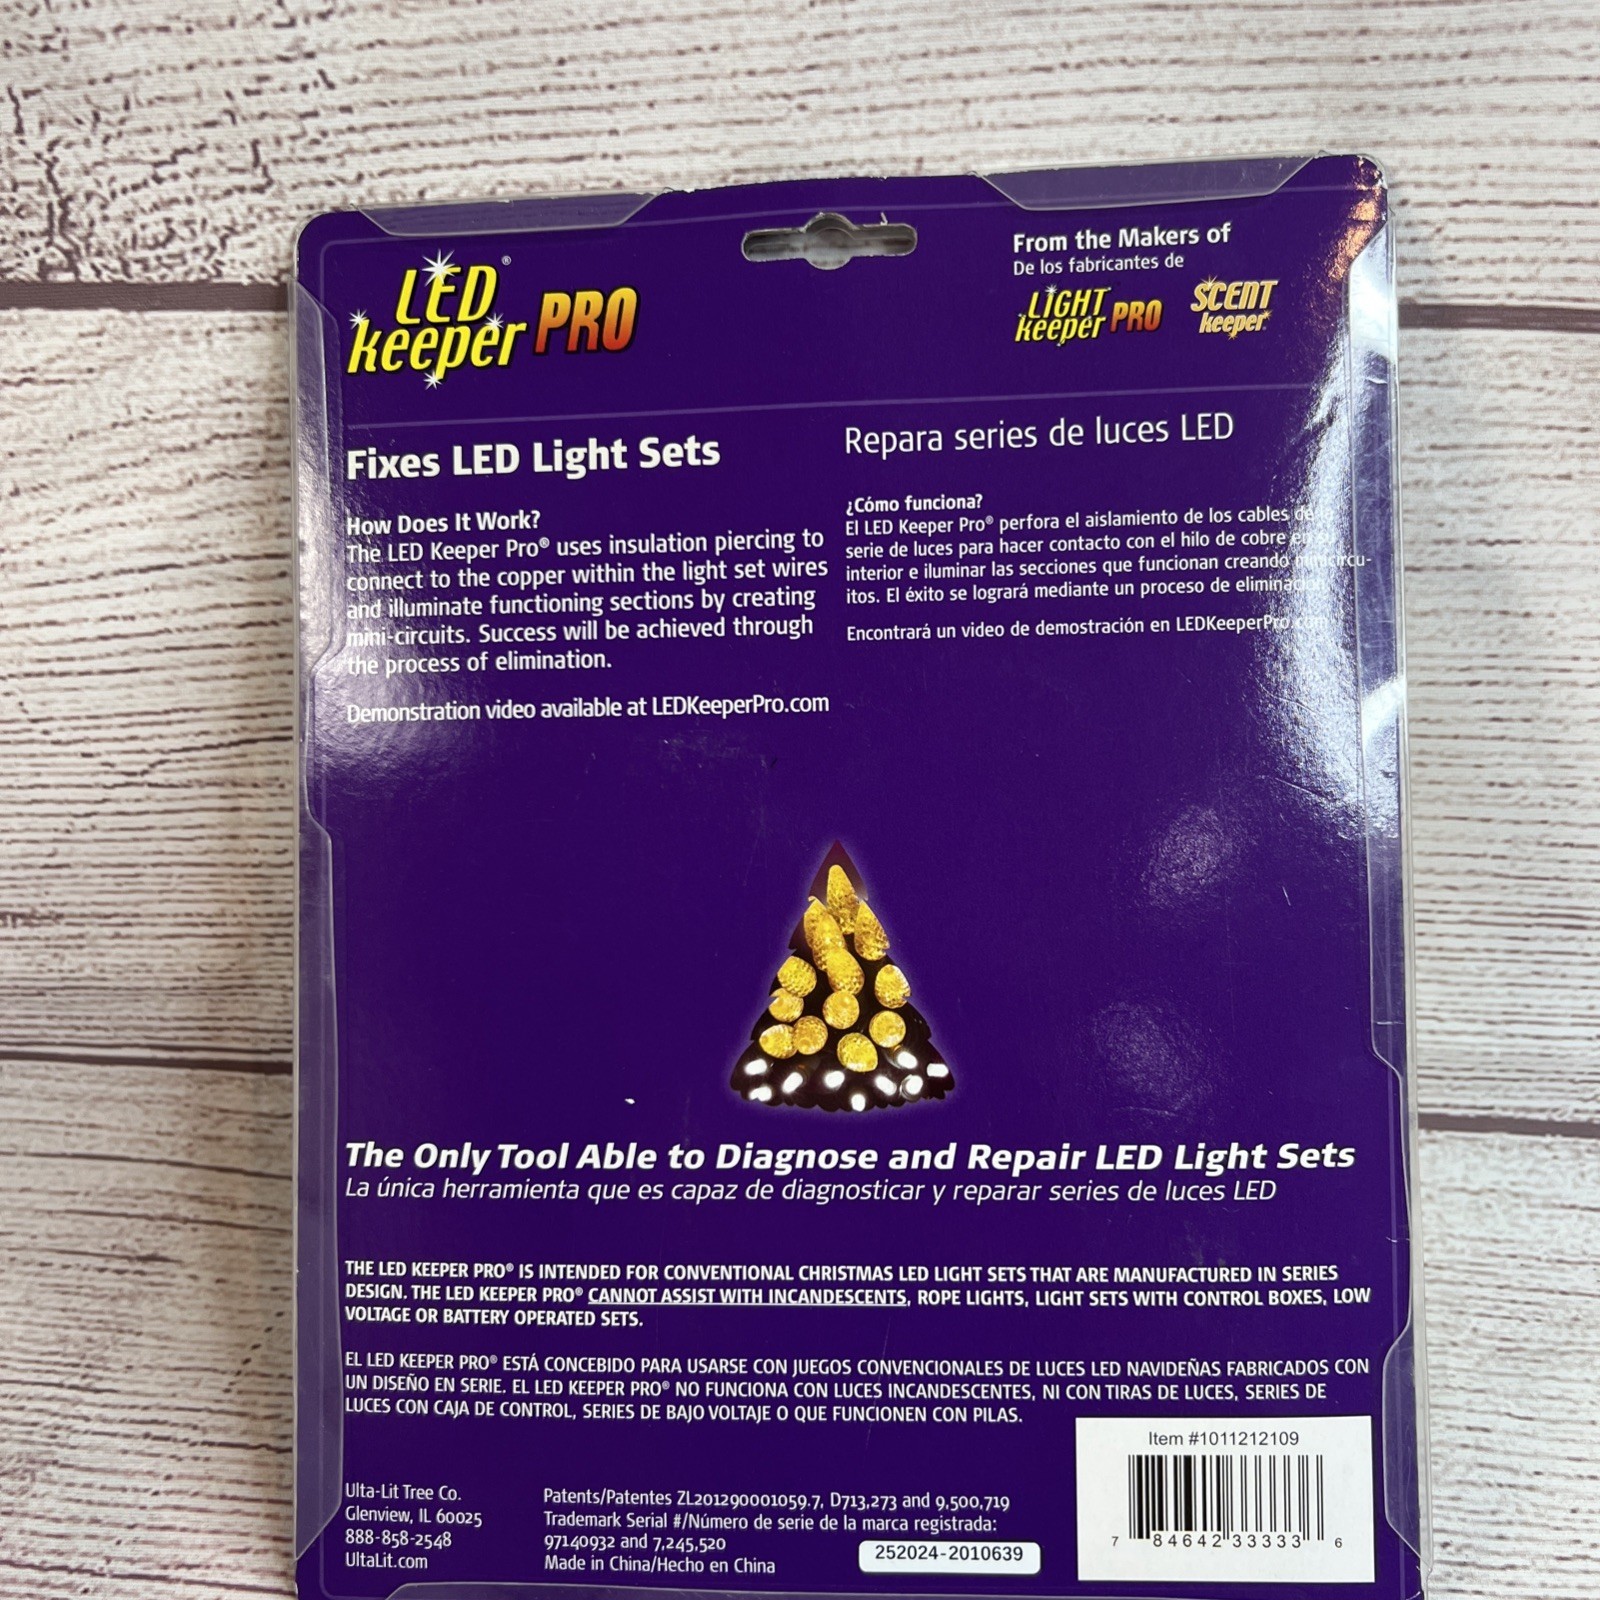 LED®
keeper PRO
From the Makers of
De los fabricantes de
LIGHT
keeper PRO
SCENT
keeper
Fixes LED Light Sets
How Does It Work?
The LED Keeper Pro® uses insulation piercing to
connect to the copper within the light set wires
and illuminate functioning sections by creating
mini-circuits. Success will be achieved through
the process of elimination.
Demonstration video available at LEDKeeperPro.com
Repara series de luces LED
¿Cómo funciona?
El LED Keeper Pro® perfora el aislamiento de los cables de
serie de luces para hacer contacto con el hilo de cobre en su
interior e iluminar las secciones que funcionan creando minicircu-
itos. El éxito se logrará mediante un proceso de eliminación.
Encontrará un video de demostración en LEDKeeperPro.com
The Only Tool Able to Diagnose and Repair LED Light Sets
La única herramienta que es capaz de diagnosticar y reparar series de luces LED
THE LED KEEPER PRO® IS INTENDED FOR CONVENTIONAL CHRISTMAS LED LIGHT SETS THAT ARE MANUFACTURED IN SERIES
DESIGN. THE LED KEEPER PRO® CANNOT ASSIST WITH INCANDESCENTS, ROPE LIGHTS, LIGHT SETS WITH CONTROL BOXES, LOW
VOLTAGE OR BATTERY OPERATED SETS.
EL LED KEEPER PRO® ESTÁ CONCEBIDO PARA USARSE CON JUEGOS CONVENCIONALES DE LUCES LED NAVIDEÑAS FABRICADOS CON
UN DISEÑO EN SERIE. EL LED KEEPER PRO® NO FUNCIONA CON LUCES INCANDESCENTES, NI CON TIRAS DE LUCES, SERIES DE
LUCES CON CAJA DE CONTROL, SERIES DE BAJO VOLTAJE O QUE FUNCIONEN CON PILAS.
Ulta-Lit Tree Co.
Glenview, IL 60025
888-858-2548
UltaLit.com
Patents/Patentes ZL201290001059.7, D713,273 and 9,500,719
Trademark Serial #/Número de serie de la marca registrada:
97140932 and 7,245,520
Made in China/Hecho en China
252024-2010639
Item #1011212109
7 84642 33333 6